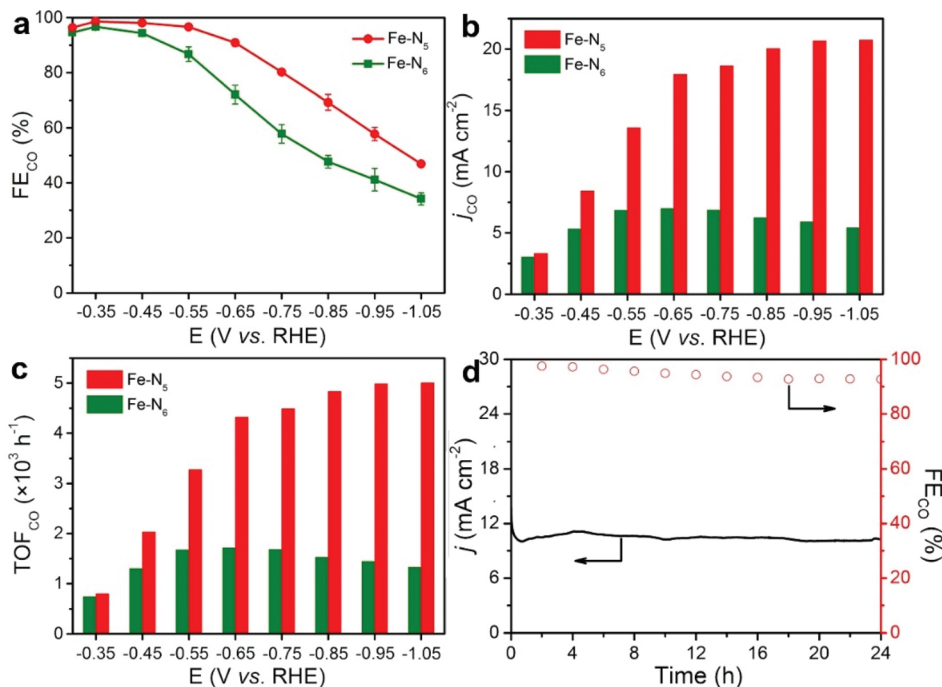 a
100
80
60
40
20
0
FE_CO (%)
Fe-N₅
Fe-N₆
-0.35 -0.45 -0.55 -0.65 -0.75 -0.85 -0.95 -1.05
E (V vs. RHE)
b
20
15
10
5
0
j_CO (mA cm⁻²)
Fe-N₅
Fe-N₆
-0.35 -0.45 -0.55 -0.65 -0.75 -0.85 -0.95 -1.05
E (V vs. RHE)
c
5
4
3
2
1
0
TOF_CO (×10³ h⁻¹)
Fe-N₅
Fe-N₆
-0.35 -0.45 -0.55 -0.65 -0.75 -0.85 -0.95 -1.05
E (V vs. RHE)
d
30
24
18
12
6
0
j (mA cm⁻²)
100
80
60
40
20
0
FE_CO (%)
0 4 8 12 16 20 24
Time (h)